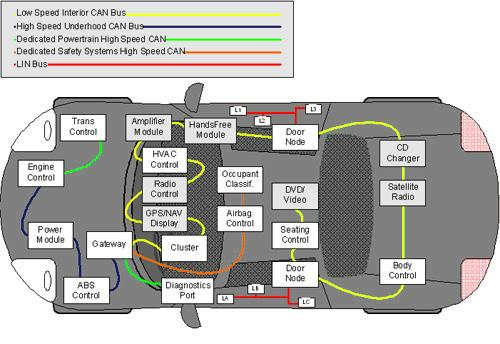 Low Speed Interior CAN Bus
•High Speed Underhood CAN Bus
•Dedicated Powertrain High Speed CAN
•Dedicated Safety Systems High Speed CAN
•LIN Bus
L1
L2
L3
Trans
Control
Amplifier
Module
HandsFree
Module
Door
Node
CD
Changer
HVAC
Control
Engine
Control
Occupant
Classif.
Radio
Control
DVD/
Video
Satellite
Radio
GPS/NAV
Display
Airbag
Control
Power
Module
Gateway
Cluster
Seating
Control
Door
Node
Body
Control
ABS
Control
Diagnostics
Port
LA
LB
LC